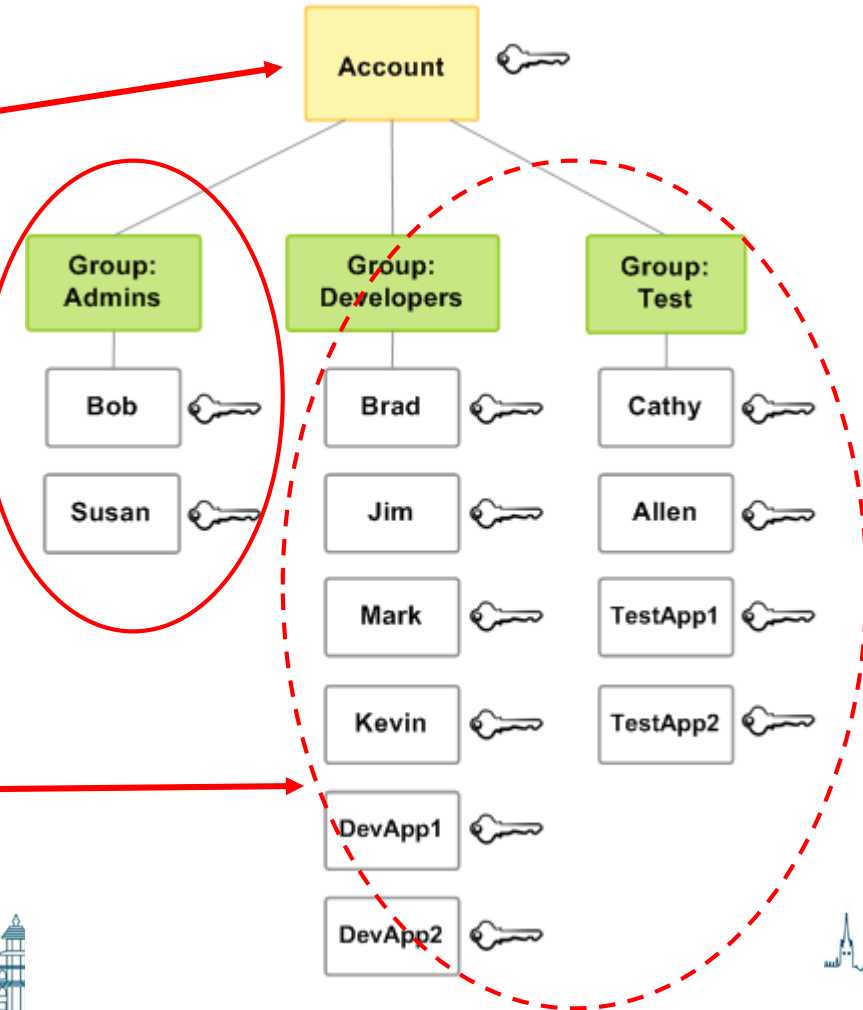 Account
Group:
Admins
Group:
Developers
Group:
Test
Bob
Brad
Cathy
Susan
Jim
Allen
Mark
TestApp1
Kevin
TestApp2
DevApp1
DevApp2